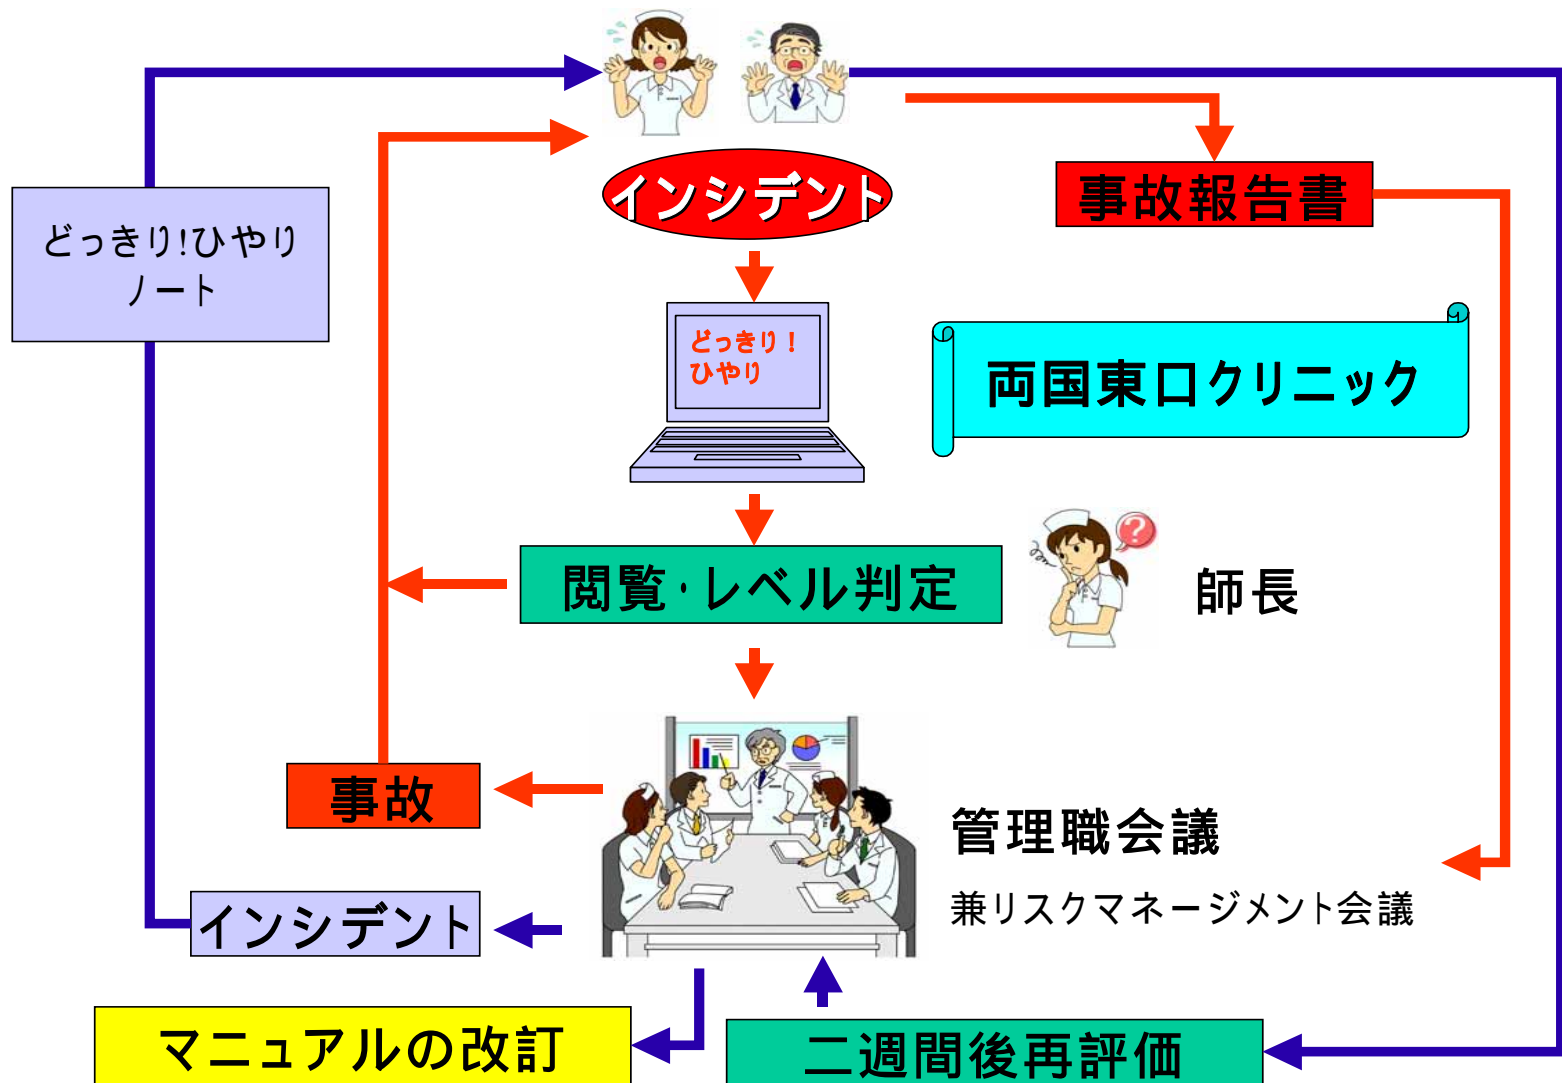 インシデント
事故報告書
どっきり!ひやり
ノート
どっきり！
ひやり
両国東口クリニック
閲覧・レベル判定
師長
事故
管理職会議
兼リスクマネージメント会議
インシデント
マニュアルの改訂
二週間後再評価